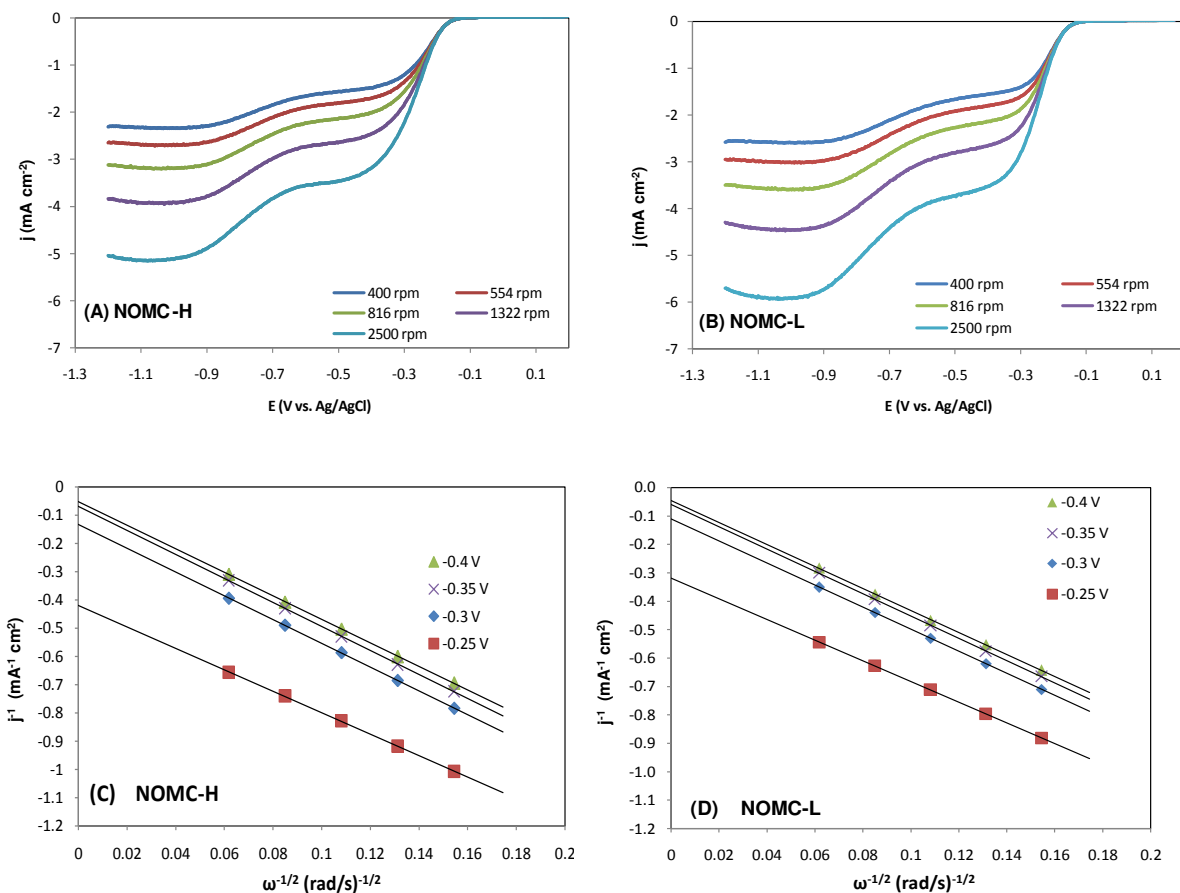 0
-1
-2
-3
-4
-5
-6
-7
j (mA cm-2)
(A) NOMC-H
400 rpm 554 rpm
816 rpm 1322 rpm
2500 rpm
-1.3 -1.1 -0.9 -0.7 -0.5 -0.3 -0.1 0.1
E (V vs. Ag/AgCl)
0
-1
-2
-3
-4
-5
-6
-7
j (mA cm-2)
(B) NOMC-L
400 rpm 554 rpm
816 rpm 1322 rpm
2500 rpm
-1.3 -1.1 -0.9 -0.7 -0.5 -0.3 -0.1 0.1
E (V vs. Ag/AgCl)
0
-0.1
-0.2
-0.3
-0.4
-0.5
-0.6
-0.7
-0.8
-0.9
-1
-1.1
-1.2
j-1 (mA-1 cm2)
-0.4 V
-0.35 V
-0.3 V
-0.25 V
(C) NOMC-H
0 0.02 0.04 0.06 0.08 0.1 0.12 0.14 0.16 0.18 0.2
ω-1/2 (rad/s)-1/2
0.0
-0.1
-0.2
-0.3
-0.4
-0.5
-0.6
-0.7
-0.8
-0.9
-1.0
-1.1
-1.2
j-1 (mA-1 cm2)
-0.4 V
-0.35 V
-0.3 V
-0.25 V
(D) NOMC-L
0 0.02 0.04 0.06 0.08 0.1 0.12 0.14 0.16 0.18 0.2
ω-1/2 (rad/s)-1/2